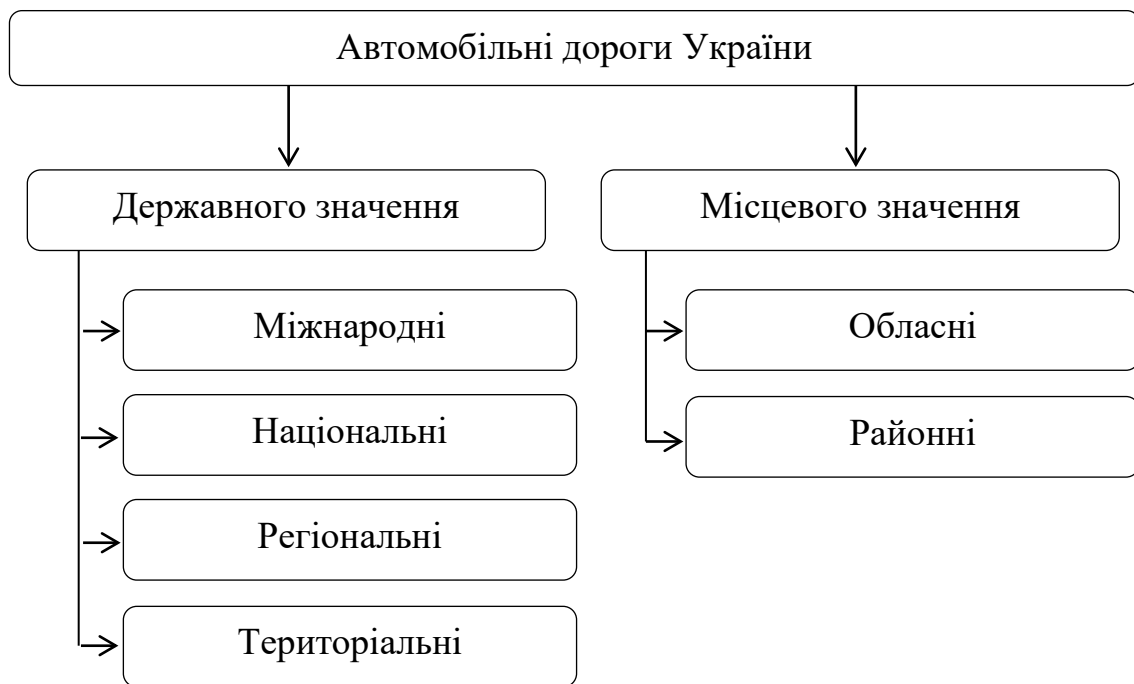 Автомобільні дороги України
Державного значення
Міжнародні
Національні
Регіональні
Територіальні
Місцевого значення
Обласні
Районні